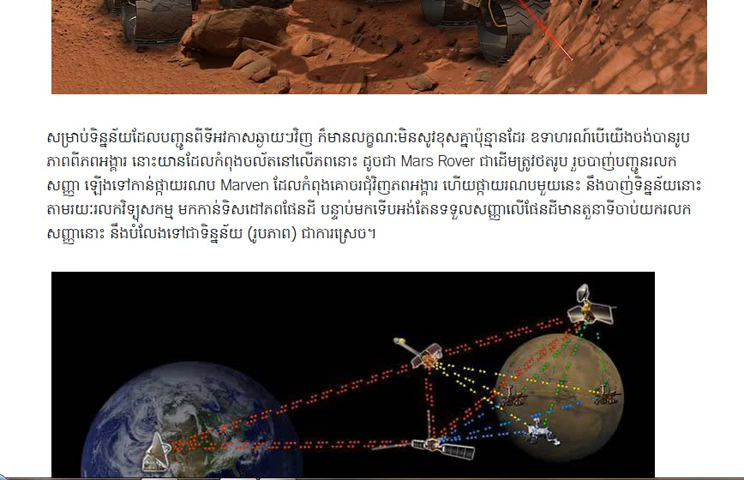 សម្រាប់ទិន្នន័យដែលបញ្ជូនពីទីអវកាសឆ្ងាយៗវិញ ក៏មានលក្ខណៈមិនសូវខុសគ្នាប៉ុន្មានដែរ ឧទាហរណ៍បើយើងចង់បានរូប
ភាពពីភពអង្គារ នោះយានដែលកំពុងចល័តនៅលើភពនោះ ដូចជា Mars Rover ជាដើមត្រូវថតរូប រួចបាញ់បញ្ជូនរលក
សញ្ញា ឡើងទៅកាន់ផ្កាយរណប Marven ដែលកំពុងគោចរជុំវិញភពអង្គារ ហើយផ្កាយរណបមួយនេះ នឹងបាញ់ទិន្នន័យនោះ
តាមរយៈរលកវិទ្យុសកម្ម មកកាន់ទិសដៅភពផែនដី បន្ទាប់មកទើបអង់តែនទទួលសញ្ញាលើផែនដីមានតួនាទីចាប់យករលក
សញ្ញានោះ នឹងបំលែងទៅជាទិន្នន័យ (រូបភាព) ជាការស្រេច។